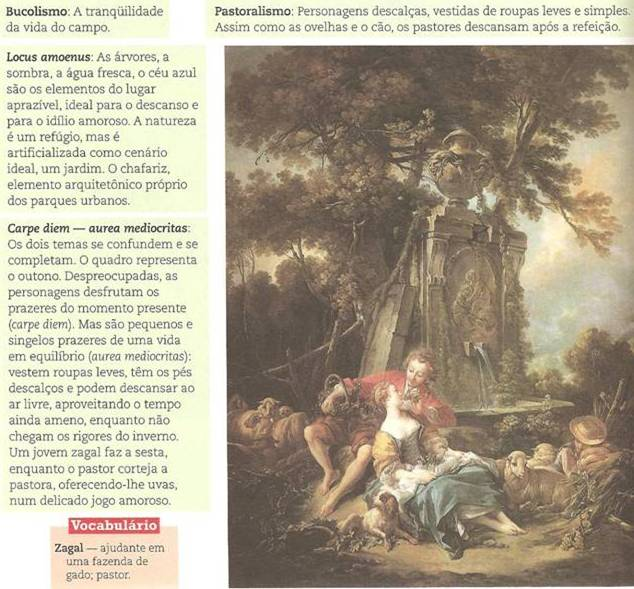 Bucolismo: A tranqüilidade
da vida do campo.
Pastoralismo: Personagens descalças, vestidas de roupas leves e simples.
Assim como as ovelhas e o cão, os pastores descansam após a refeição.
Locus amoenus: As árvores, a
sombra, a água fresca, o céu azul
são os elementos do lugar
aprazível, ideal para o descanso e
para o idílio amoroso. A natureza
é um refúgio, mas é
artificializada como cenário
ideal, um jardim. O chafariz,
elemento arquitetônico próprio
dos parques urbanos.
Carpe diem — aurea mediocritas:
Os dois temas se confundem e se
completam. O quadro representa
o outono. Despreocupadas, as
personagens desfrutam os
prazeres do momento presente
(carpe diem). Mas são pequenos e
singelos prazeres de uma vida
em equilíbrio (aurea mediocritas):
vestem roupas leves, têm os pés
descalços e podem descansar ao
ar livre, aproveitando o tempo
ainda ameno, enquanto não
chegam os rigores do inverno.
Um jovem zagal faz a sesta,
enquanto o pastor corteja a
pastora, oferecendo-lhe uvas,
num delicado jogo amoroso.
Vocabulário
Zagal — ajudante em
uma fazenda de
gado; pastor.